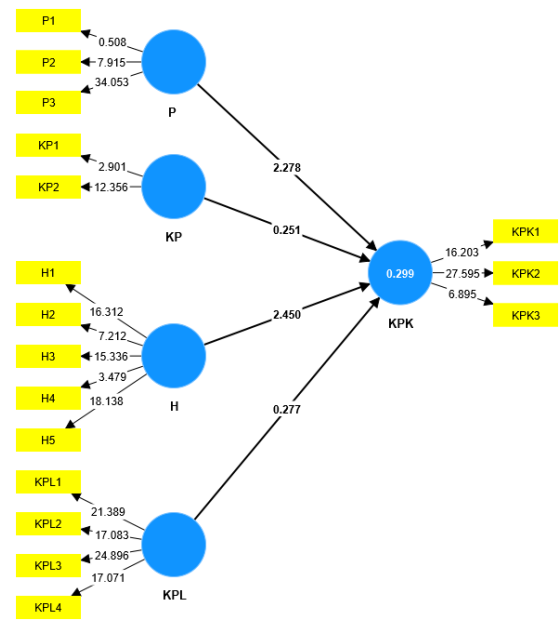 P1
0.508
P2
7.915
34.053
P3
P
KP1
2.901
KP2
12.356
KP
2.278
0.251
H1
16.312
H2
7.212
H3
15.336
H4
3.479
18.138
H5
H
2.450
0.277
0.299
KPK
16.203
KPK1
27.595
KPK2
6.895
KPK3
KPL1
21.389
KPL2
17.083
KPL3
24.896
17.071
KPL4
KPL